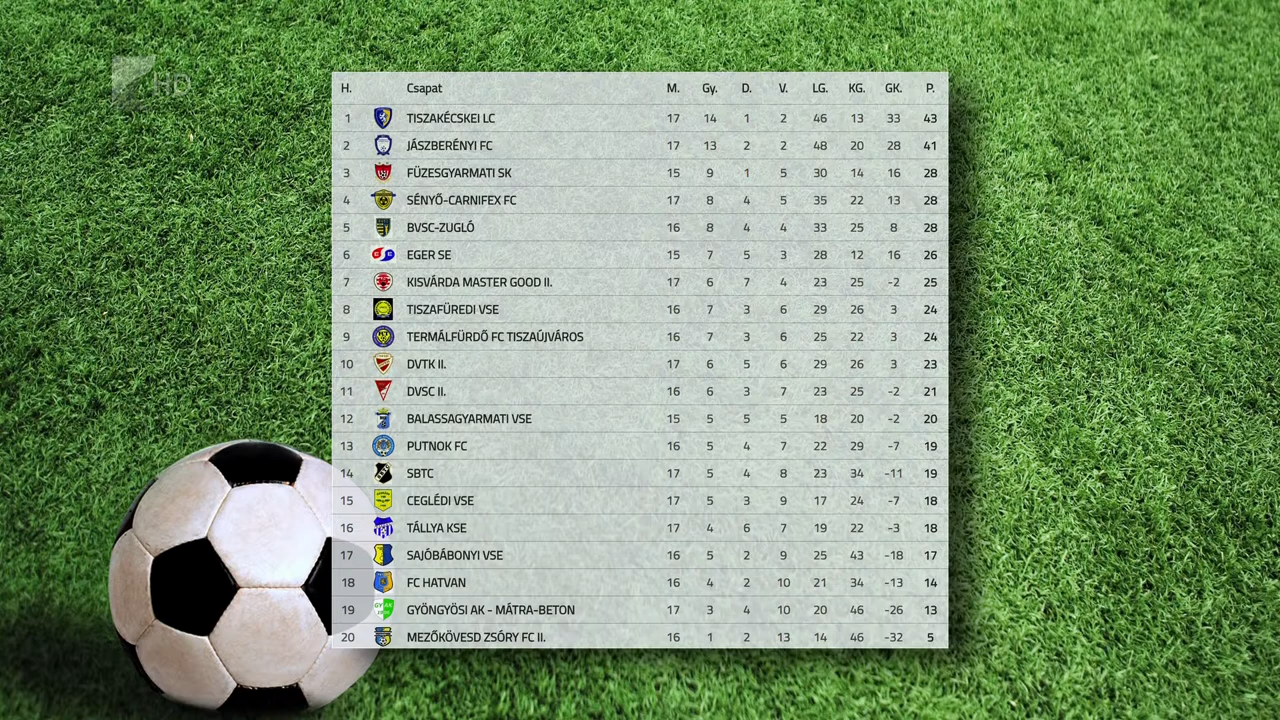 HD
H. Csapat M. Gy. D. V. LG. KG. GK. P.
1 TISZAKÉCSKEI LC 17 14 1 2 46 13 33 43
2 JÁSZBERÉNYI FC 17 13 2 2 48 20 28 41
3 FÜZESGYARMATI SK 15 9 1 5 30 14 16 28
4 SÉNYŐ-CARNIFEX FC 17 8 4 5 35 22 13 28
5 BVSC-ZUGLÓ 16 8 4 4 33 25 8 28
6 EGER SE 15 7 5 3 28 12 16 26
7 KISVÁRDA MASTER GOOD II. 17 6 7 4 23 25 -2 25
8 TISZAFÜREDI VSE 16 7 3 6 29 26 3 24
9 TERMÁLFÜRDŐ FC TISZAÚJVÁROS 16 7 3 6 25 22 3 24
10 DVTK II. 17 6 5 6 29 26 3 23
11 DVSC II. 16 6 3 7 23 25 -2 21
12 BALASSAGYARMATI VSE 15 5 5 5 18 20 -2 20
13 PUTNOK FC 16 5 4 7 22 29 -7 19
14 SBTC 17 5 4 8 23 34 -11 19
15 CEGLÉDI VSE 17 5 3 9 17 24 -7 18
16 TÁLLYA KSE 17 4 6 7 19 22 -3 18
17 SAJÓBÁBONYI VSE 16 5 2 9 25 43 -18 17
18 FC HATVAN 16 4 2 10 21 34 -13 14
19 GYÖNGYÖSI AK - MÁTRA-BETON 17 3 4 10 20 46 -26 13
20 MEZŐKÖVESD ZSÓRY FC II. 16 1 2 13 14 46 -32 5